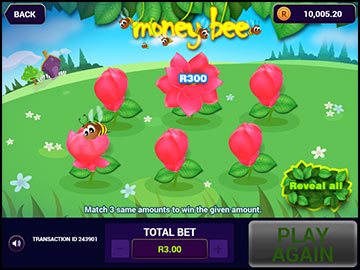 BACK
money bee
R 10,005.20
R300
Reveal all
Match 3 same amounts to win the given amount.
TRANSACTION ID 243901
TOTAL BET
- R3.00 +
PLAY
AGAIN